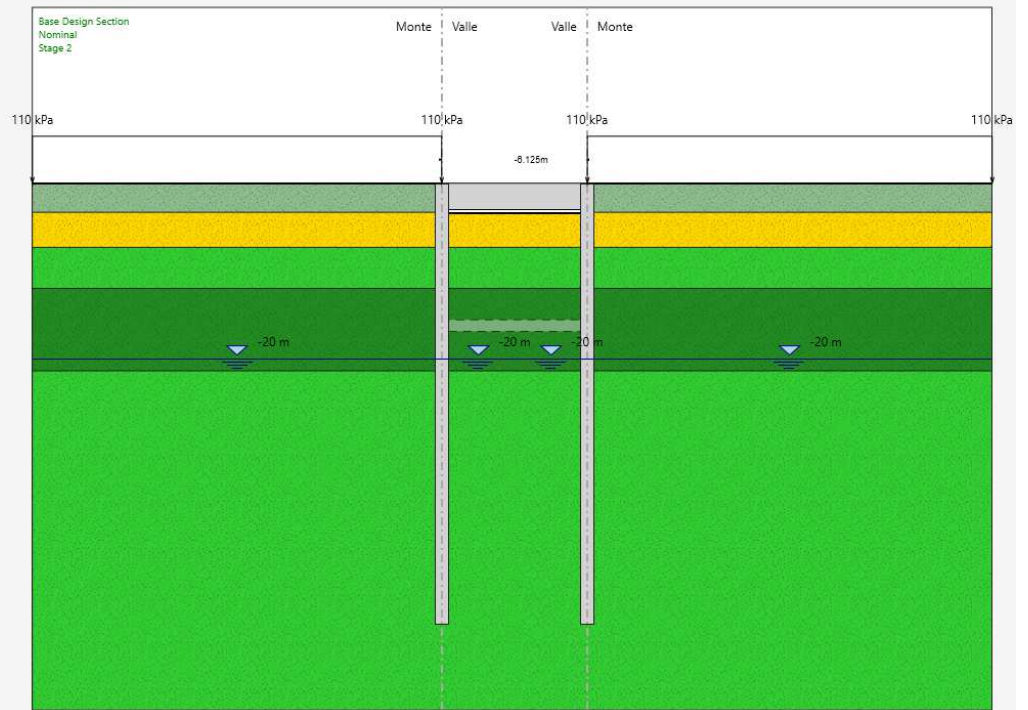 Base Design Section
Nominal
Stage 2
Monte Valle Valle Monte
110 kPa 110 kPa 110 kPa 110 kPa
-6.125m
-20 m -20 m -20 m -20 m